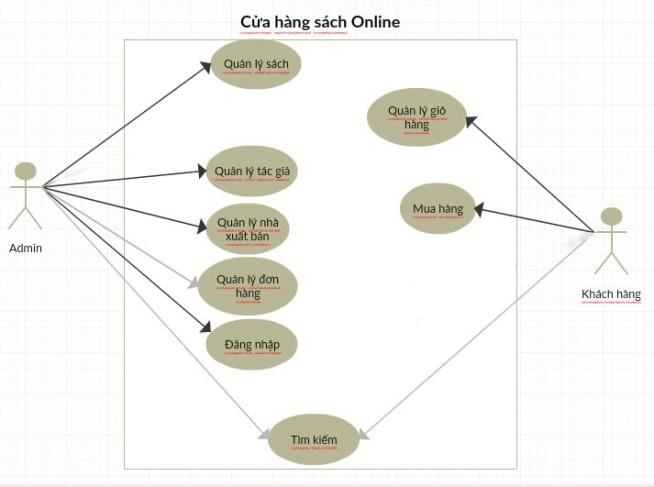 Cửa hàng sách Online
Quản lý sách
Quản lý giỏ
hàng
Quản lý tác giả
Quản lý nhà
xuất bản
Mua hàng
Quản lý đơn
hàng
Đăng nhập
Tìm kiếm
Admin
Khách hàng